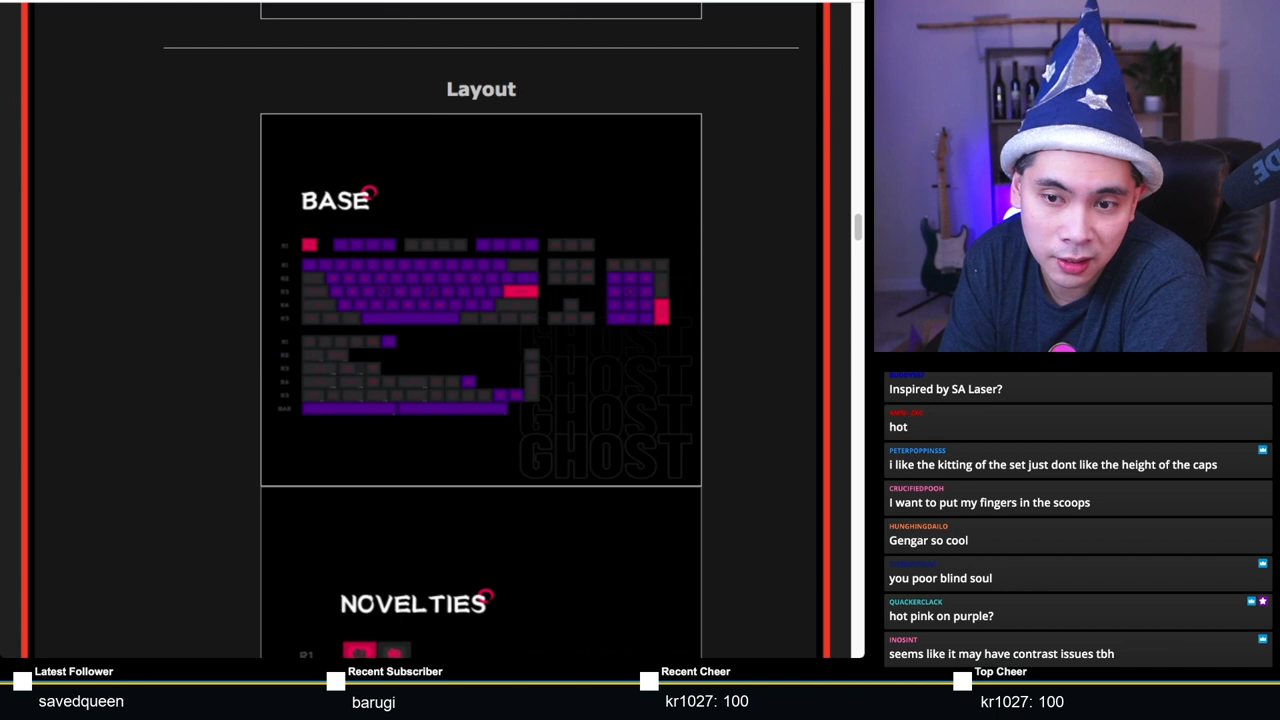 Layout
BASE
GHOST
GHOST
GHOST
GHOST
NOVELTIES
R1
Inspired by SA Laser?
hot
PETERPOPPINSSS
i like the kitting of the set just dont like the height of the caps
CRUCIFIEDPOOH
I want to put my fingers in the scoops
HUNGHINGDAILO
Gengar so cool
you poor blind soul
QUACKERCLACK
hot pink on purple?
INOSINT
seems like it may have contrast issues tbh
Latest Follower
savedqueen
Recent Subscriber
barugi
Recent Cheer
kr1027: 100
Top Cheer
kr1027: 100